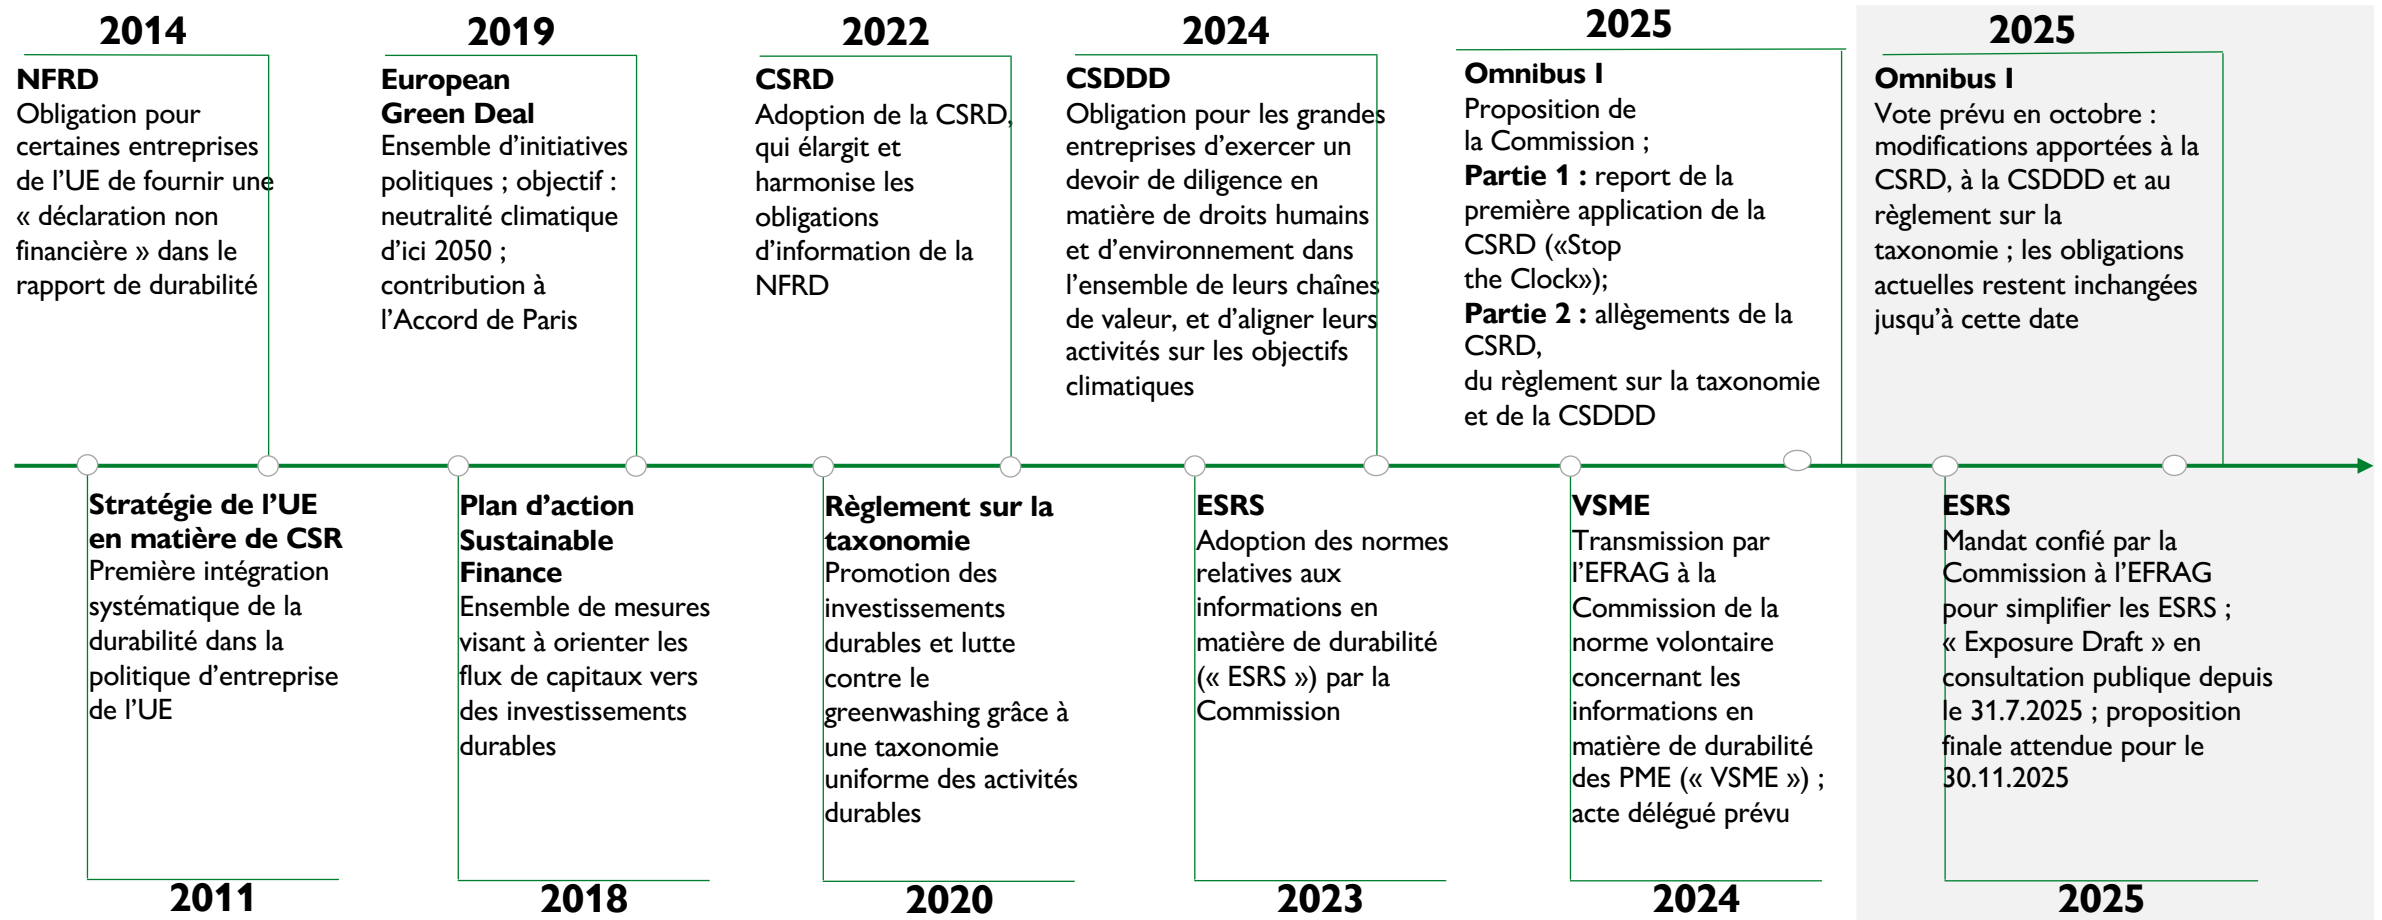 2014
NFRD
Obligation pour
certaines entreprises
de l’UE de fournir une
« déclaration non
financière » dans le
rapport de durabilité
2019
European
Green Deal
Ensemble d’initiatives
politiques ; objectif :
neutralité climatique
d’ici 2050 ;
contribution à
l’Accord de Paris
2022
CSRD
Adoption de la CSRD,
qui élargit et
harmonise les
obligations
d’information de la
NFRD
2024
CSDDD
Obligation pour les grandes
entreprises d’exercer un
devoir de diligence en
matière de droits humains
et d’environnement dans
l’ensemble de leurs chaînes
de valeur, et d’aligner leurs
activités sur les objectifs
climatiques
2025
Omnibus I
Proposition de
la Commission ;
Partie 1 : report de la
première application de la
CSRD («Stop
the Clock»);
Partie 2 : allègements de la
CSRD,
du règlement sur la taxonomie
et de la CSDDD
2025
Omnibus I
Vote prévu en octobre :
modifications apportées à la
CSRD, à la CSDDD et au
règlement sur la
taxonomie ; les obligations
actuelles restent inchangées
jusqu’à cette date
Stratégie de l’UE
en matière de CSR
Première intégration
systématique de la
durabilité dans la
politique d’entreprise
de l’UE
2011
Plan d’action
Sustainable
Finance
Ensemble de mesures
visant à orienter les
flux de capitaux vers
des investissements
durables
2018
Règlement sur la
taxonomie
Promotion des
investissements
durables et lutte
contre le
greenwashing grâce à
une taxonomie
uniforme des activités
durables
2020
ESRS
Adoption des normes
relatives aux
informations en
matière de durabilité
(« ESRS ») par la
Commission
2023
VSME
Transmission par
l’EFRAG à la
Commission de la
norme volontaire
concernant les
informations en
matière de durabilité
des PME (« VSME ») ;
acte délégué prévu
2024
ESRS
Mandat confié par la
Commission à l’EFRAG
pour simplifier les ESRS ;
« Exposure Draft » en
consultation publique depuis
le 31.7.2025 ; proposition
finale attendue pour le
30.11.2025
2025